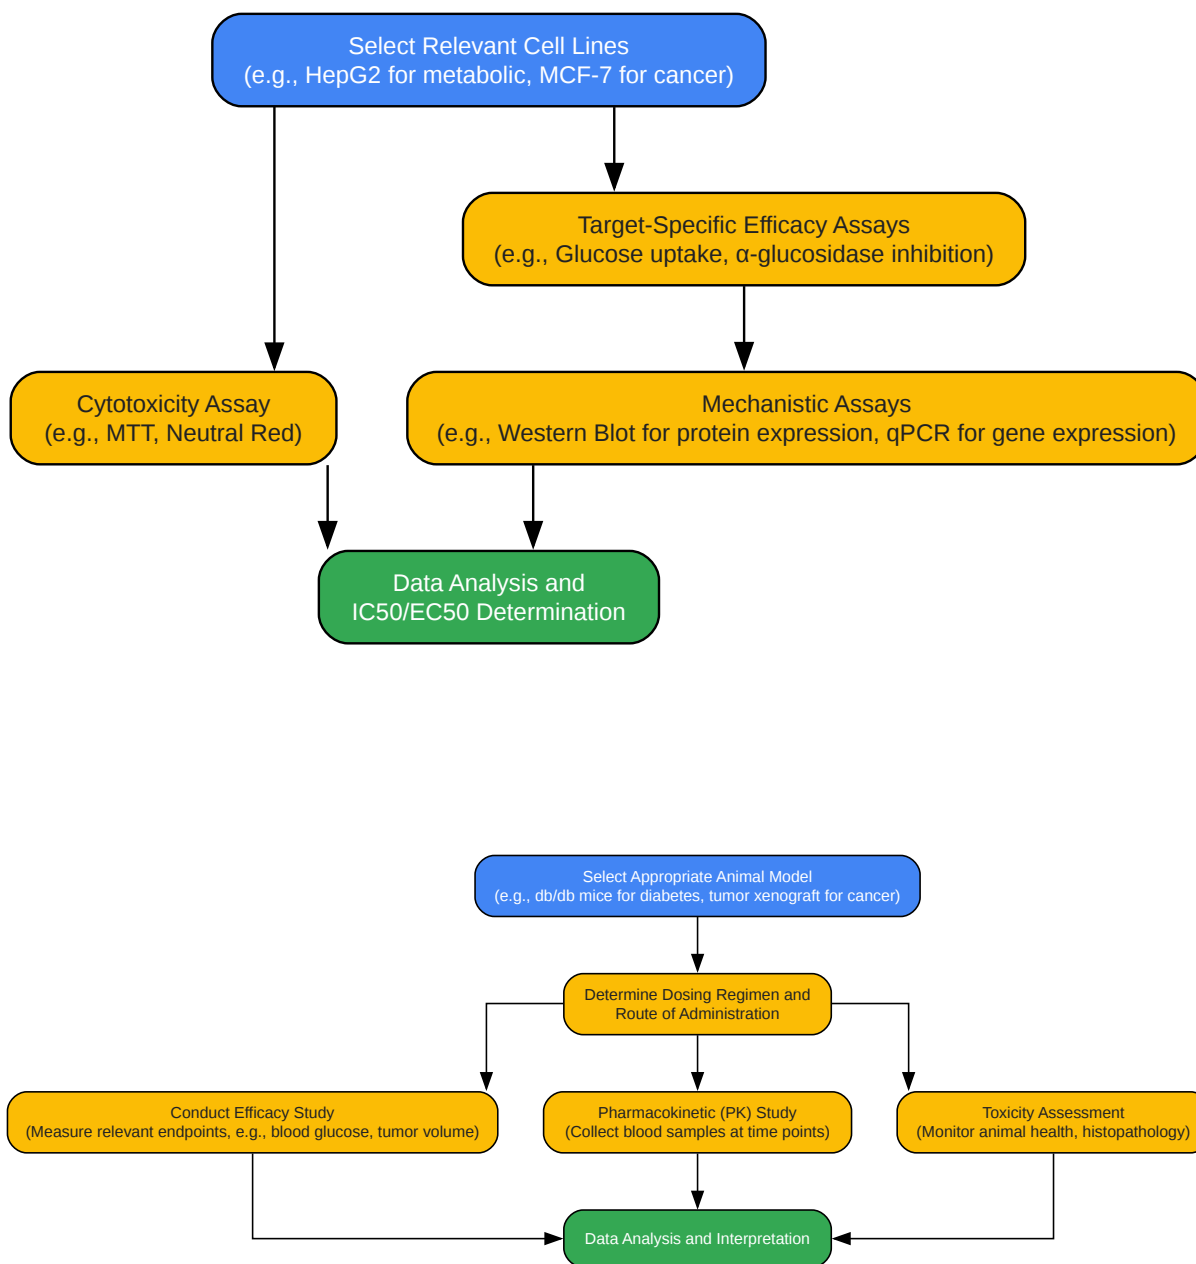 Select Relevant Cell Lines
(e.g., HepG2 for metabolic, MCF-7 for cancer)
Target-Specific Efficacy Assays
(e.g., Glucose uptake, α-glucosidase inhibition)
Cytotoxicity Assay
(e.g., MTT, Neutral Red)
Mechanistic Assays
(e.g., Western Blot for protein expression, qPCR for gene expression)
Data Analysis and
IC50/EC50 Determination
Select Appropriate Animal Model
(e.g., db/db mice for diabetes, tumor xenograft for cancer)
Determine Dosing Regimen and
Route of Administration
Conduct Efficacy Study
(Measure relevant endpoints, e.g., blood glucose, tumor volume)
Pharmacokinetic (PK) Study
(Collect blood samples at time points)
Toxicity Assessment
(Monitor animal health, histopathology)
Data Analysis and Interpretation